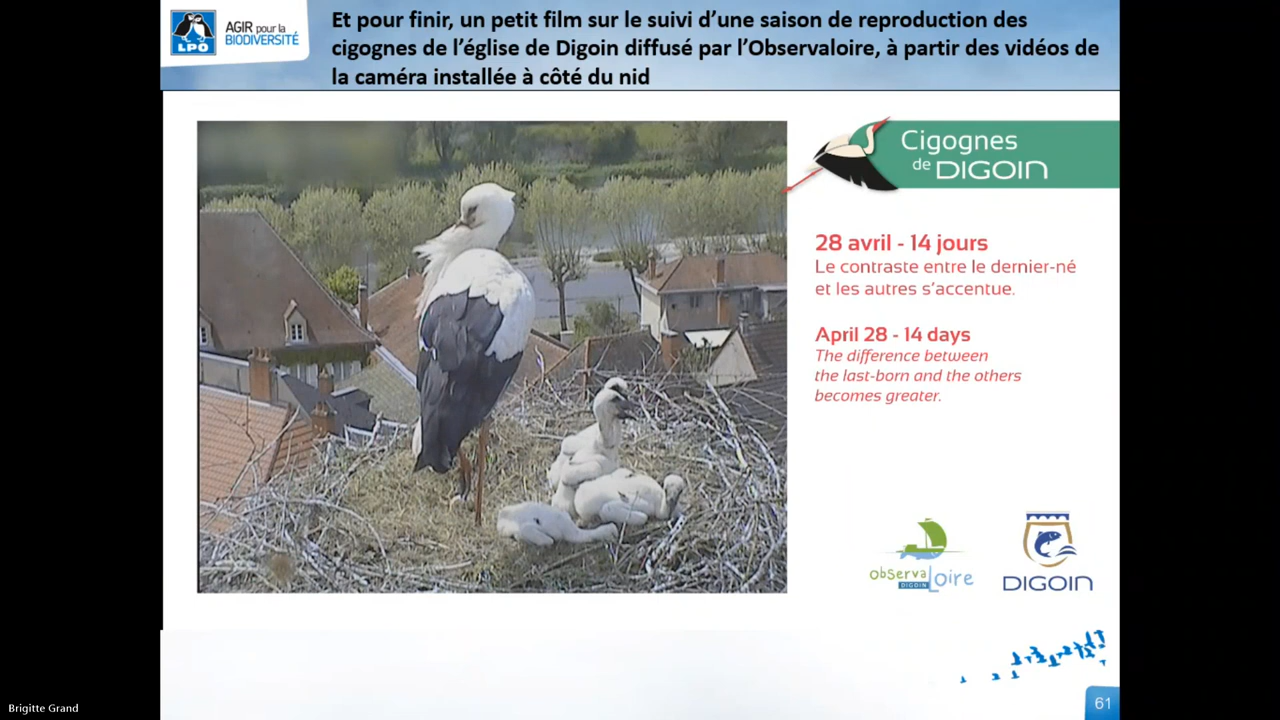 LPO
AGIR pour la
BIODIVERSITÉ
Et pour finir, un petit film sur le suivi d’une saison de reproduction des
cigognes de l’église de Digoin diffusé par l’Observaloire, à partir des vidéos de
la caméra installée à côté du nid
Cigognes
de DIGOIN
28 avril - 14 jours
Le contraste entre le dernier-né
et les autres s’accentue.
April 28 - 14 days
The difference between
the last-born and the others
becomes greater.
observa
DIGOIN
Loire
DIGOIN
61
Brigitte Grand